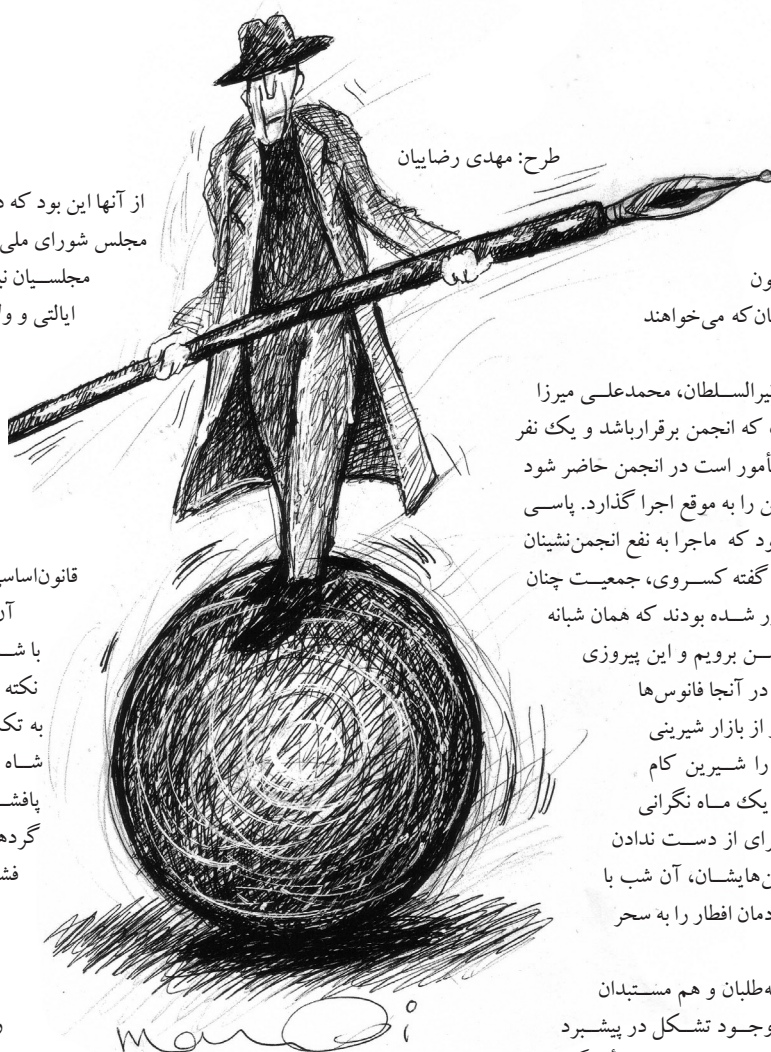 طرح: مهدی رضاییان
ون
ان‌که می‌خواهند
یرالسـلطان، محمدعلـی میرزا
که انجمن برقرارباشد و یک نفر
مأمور است در انجمن حاضر شود
ن را به موقع اجرا گذارد. پاسـی
ود که ماجرا به نفع انجمن‌نشینان
گفته کسـروی، جمعیـت چنان
ور شـده بودند که همان شبانه
ـن برویم و این پیروزی
در آنجا فانوس‌ها
از بازار شیرینی
را شـیرین کام
یک مـاه نگرانی
رای از دسـت ندادن
ن‌هایشـان، آن شب با
دمان افطار را به سحر
ه‌طلبان و هم مسـتبدان
وجـود تشـکل در پیشـبرد
از آنها این بود که د
مجلس شورای ملی
مجلسـیان نی
ایالتی و ول
قانون‌اساسی
آن
با شـ
نکته
به تک
شـاه
پافشـ
گرده
فش